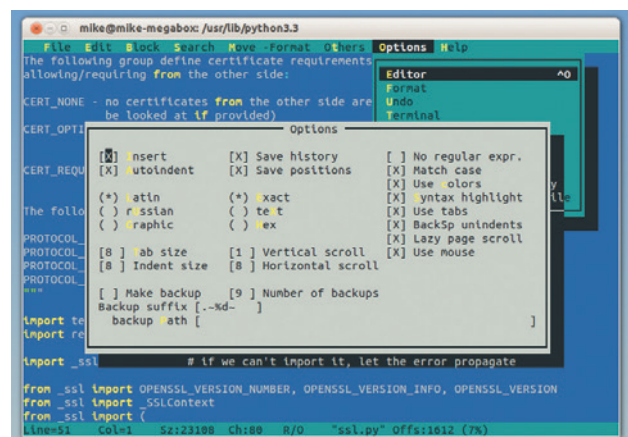 mike@mike-megabox: /usr/lib/python3.3
File Edit Block Search Move -Format Others Options Help
The following group define certificate requirements
allowing/requiring from the other side:
CERT_NONE - no certificates from the other side are
be looked at if provided)
CERT_OPTI
CERT_REQU
The follo
PROTOCOL_
PROTOCOL_
PROTOCOL_
PROTOCOL_
"""
import te
import re
import _ssl # if we can't import it, let the error propagate
from _ssl import OPENSSL_VERSION_NUMBER, OPENSSL_VERSION_INFO, OPENSSL_VERSION
from _ssl import _SSLContext
from _ssl import (
Line=51 Col=1 Sz:23108 Ch:80 R/O "ssl.py" Offs:1612 (7%)
Editor ^O
Format
Undo
Terminal
y
ile
Options
[X] Insert [X] Save history [ ] No regular expr.
[X] Autoindent [X] Save positions [X] Match case
[X] Use colors
(*) Latin (*) Exact [X] Syntax highlight
( ) russian ( ) text [X] Use tabs
( ) Graphic ( ) Hex [X] BackSp unindents
[X] Lazy page scroll
[8 ] Tab size [1 ] Vertical scroll [X] Use mouse
[8 ] Indent size [8 ] Horizontal scroll
[ ] Make backup [9 ] Number of backups
Backup suffix [.~%d~ ]
backup Path [ ]